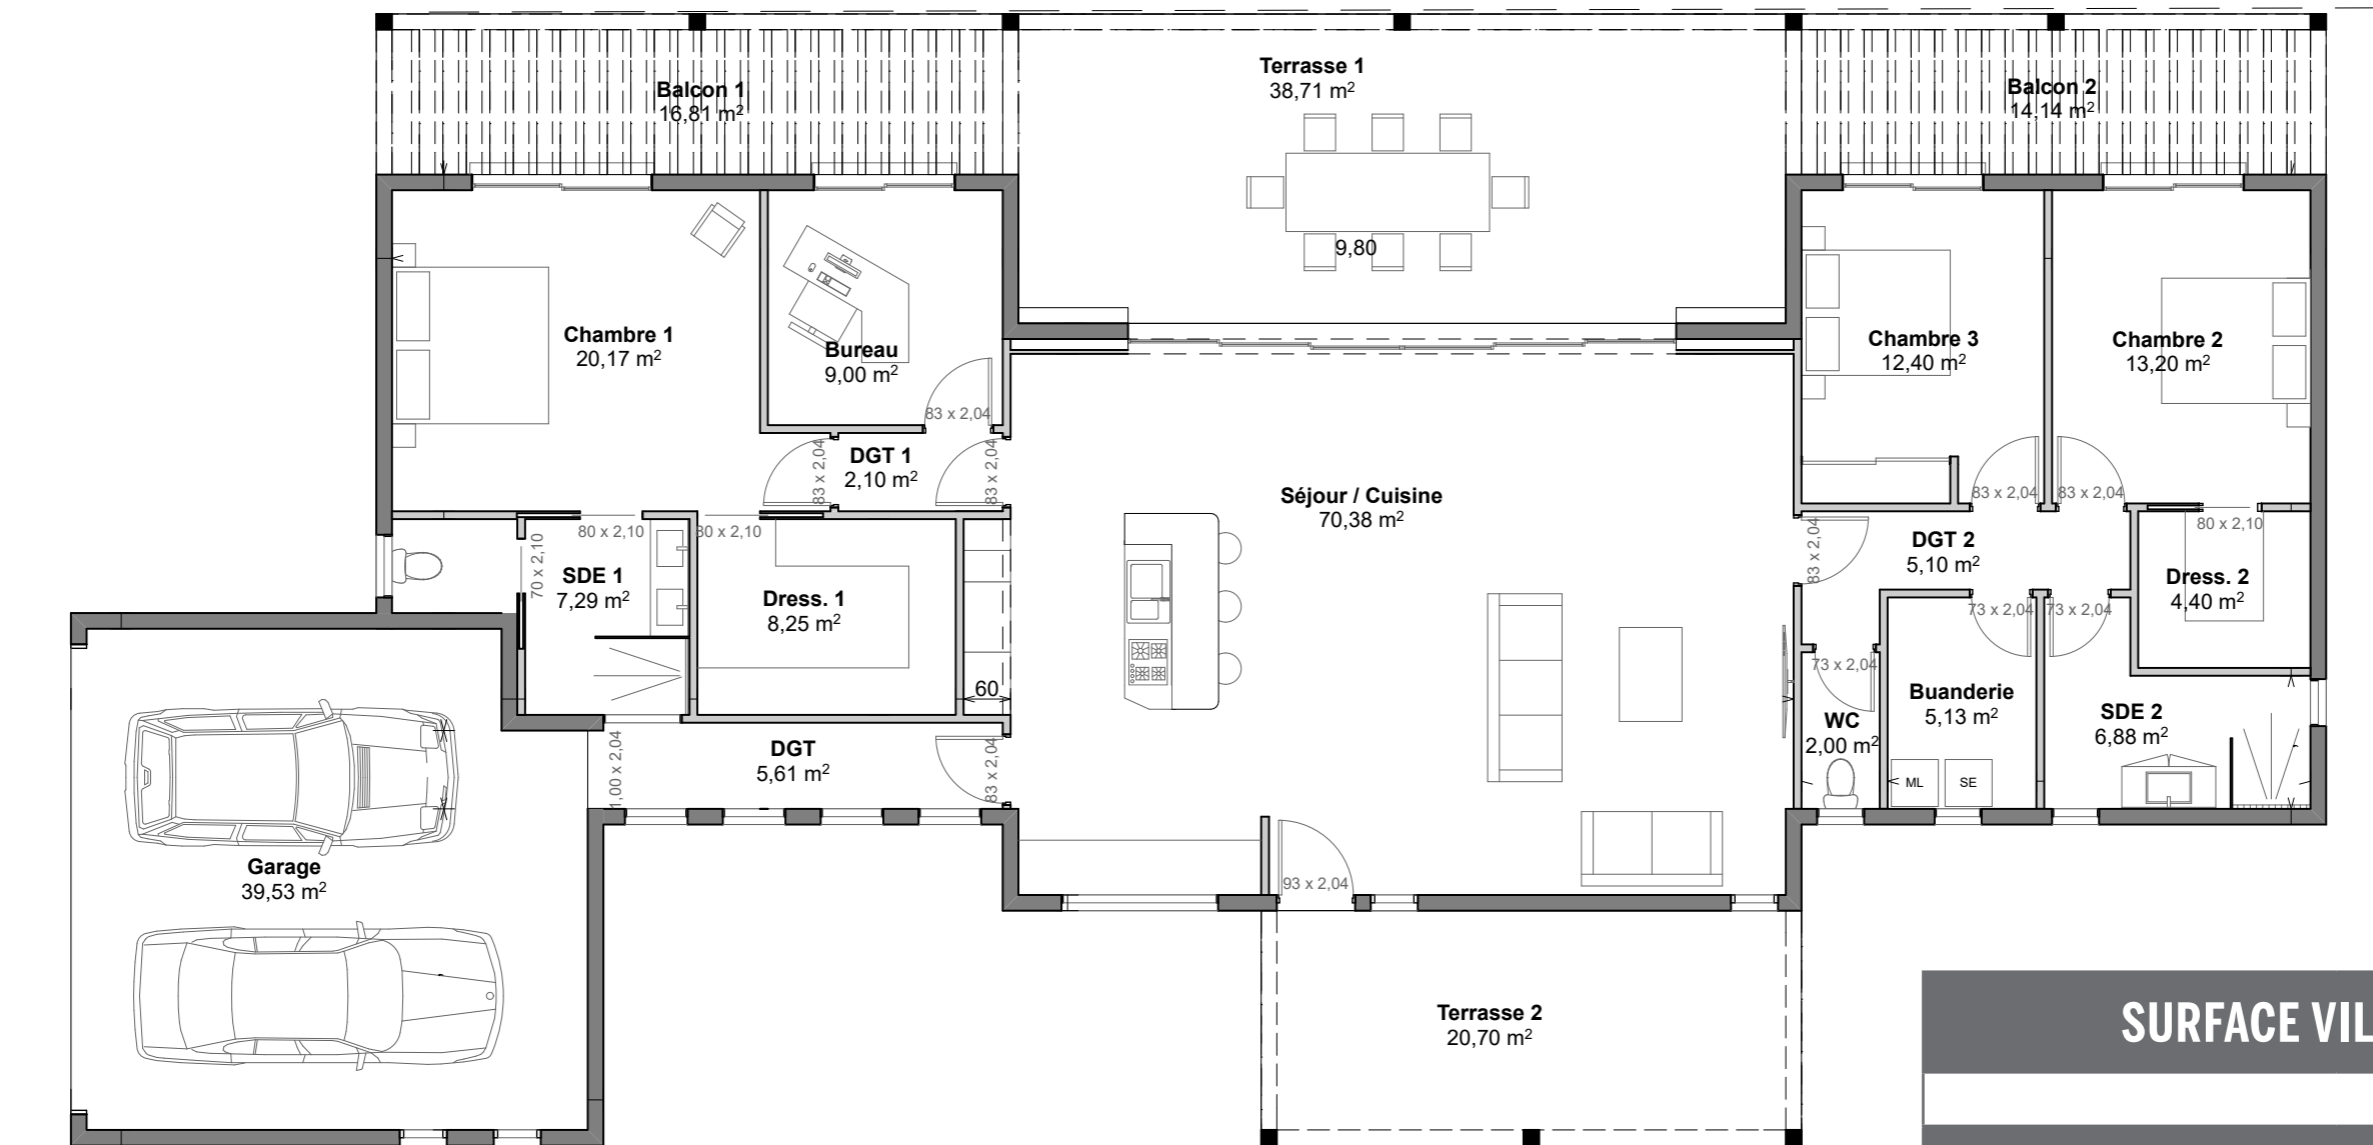 Balcon 1
16,81 m²
Terrasse 1
38,71 m²
Balcon 2
14,14 m²
9,80
Chambre 1
20,17 m²
Bureau
9,00 m²
Chambre 3
12,40 m²
Chambre 2
13,20 m²
83 x 2,04
83 x 2,04
DGT 1
2,10 m²
83 x 2,04
Séjour / Cuisine
70,38 m²
83 x 2,04
83 x 2,04
80 x 2,10
80 x 2,10
80 x 2,10
70 x 2,10
SDE 1
7,29 m²
Dress. 1
8,25 m²
83 x 2,04
DGT 2
5,10 m²
Dress. 2
4,40 m²
73 x 2,04
73 x 2,04
73 x 2,04
60
Buanderie
5,13 m²
WC
2,00 m²
SDE 2
6,88 m²
ML
SE
1,00 x 2,04
DGT
5,61 m²
83 x 2,04
Garage
39,53 m²
93 x 2,04
Terrasse 2
20,70 m²
SURFACE VIL